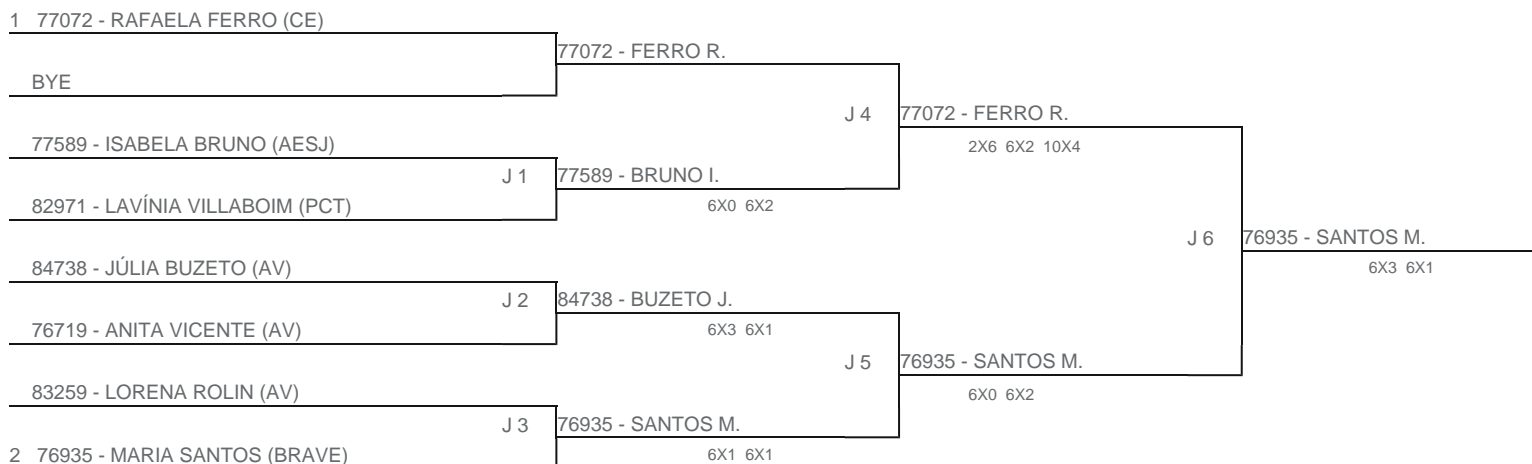 1 77072 - RAFAELA FERRO (CE)
77072 - FERRO R.
BYE
J 4 77072 - FERRO R.
2X6 6X2 10X4
77589 - ISABELA BRUNO (AESJ)
J 1 77589 - BRUNO I.
6X0 6X2
82971 - LAVÍNIA VILLABOIM (PCT)
J 6 76935 - SANTOS M.
6X3 6X1
84738 - JÚLIA BUZETO (AV)
J 2 84738 - BUZETO J.
6X3 6X1
76719 - ANITA VICENTE (AV)
J 5 76935 - SANTOS M.
6X0 6X2
83259 - LORENA ROLIN (AV)
J 3 76935 - SANTOS M.
6X1 6X1
2 76935 - MARIA SANTOS (BRAVE)